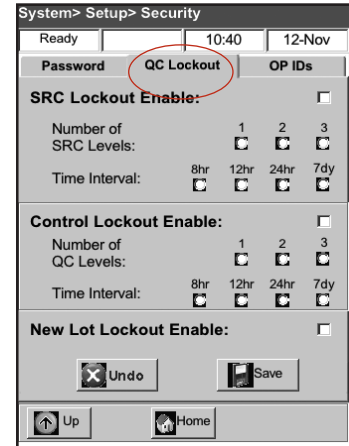 System> Setup> Security
Ready 10:40 12-Nov
Password QC Lockout OP IDs
SRC Lockout Enable:
Number of 1 2 3
SRC Levels:
8hr 12hr 24hr 7dy
Time Interval:
Control Lockout Enable:
Number of 1 2 3
QC Levels:
8hr 12hr 24hr 7dy
Time Interval:
New Lot Lockout Enable:
Undo Save
Up Home